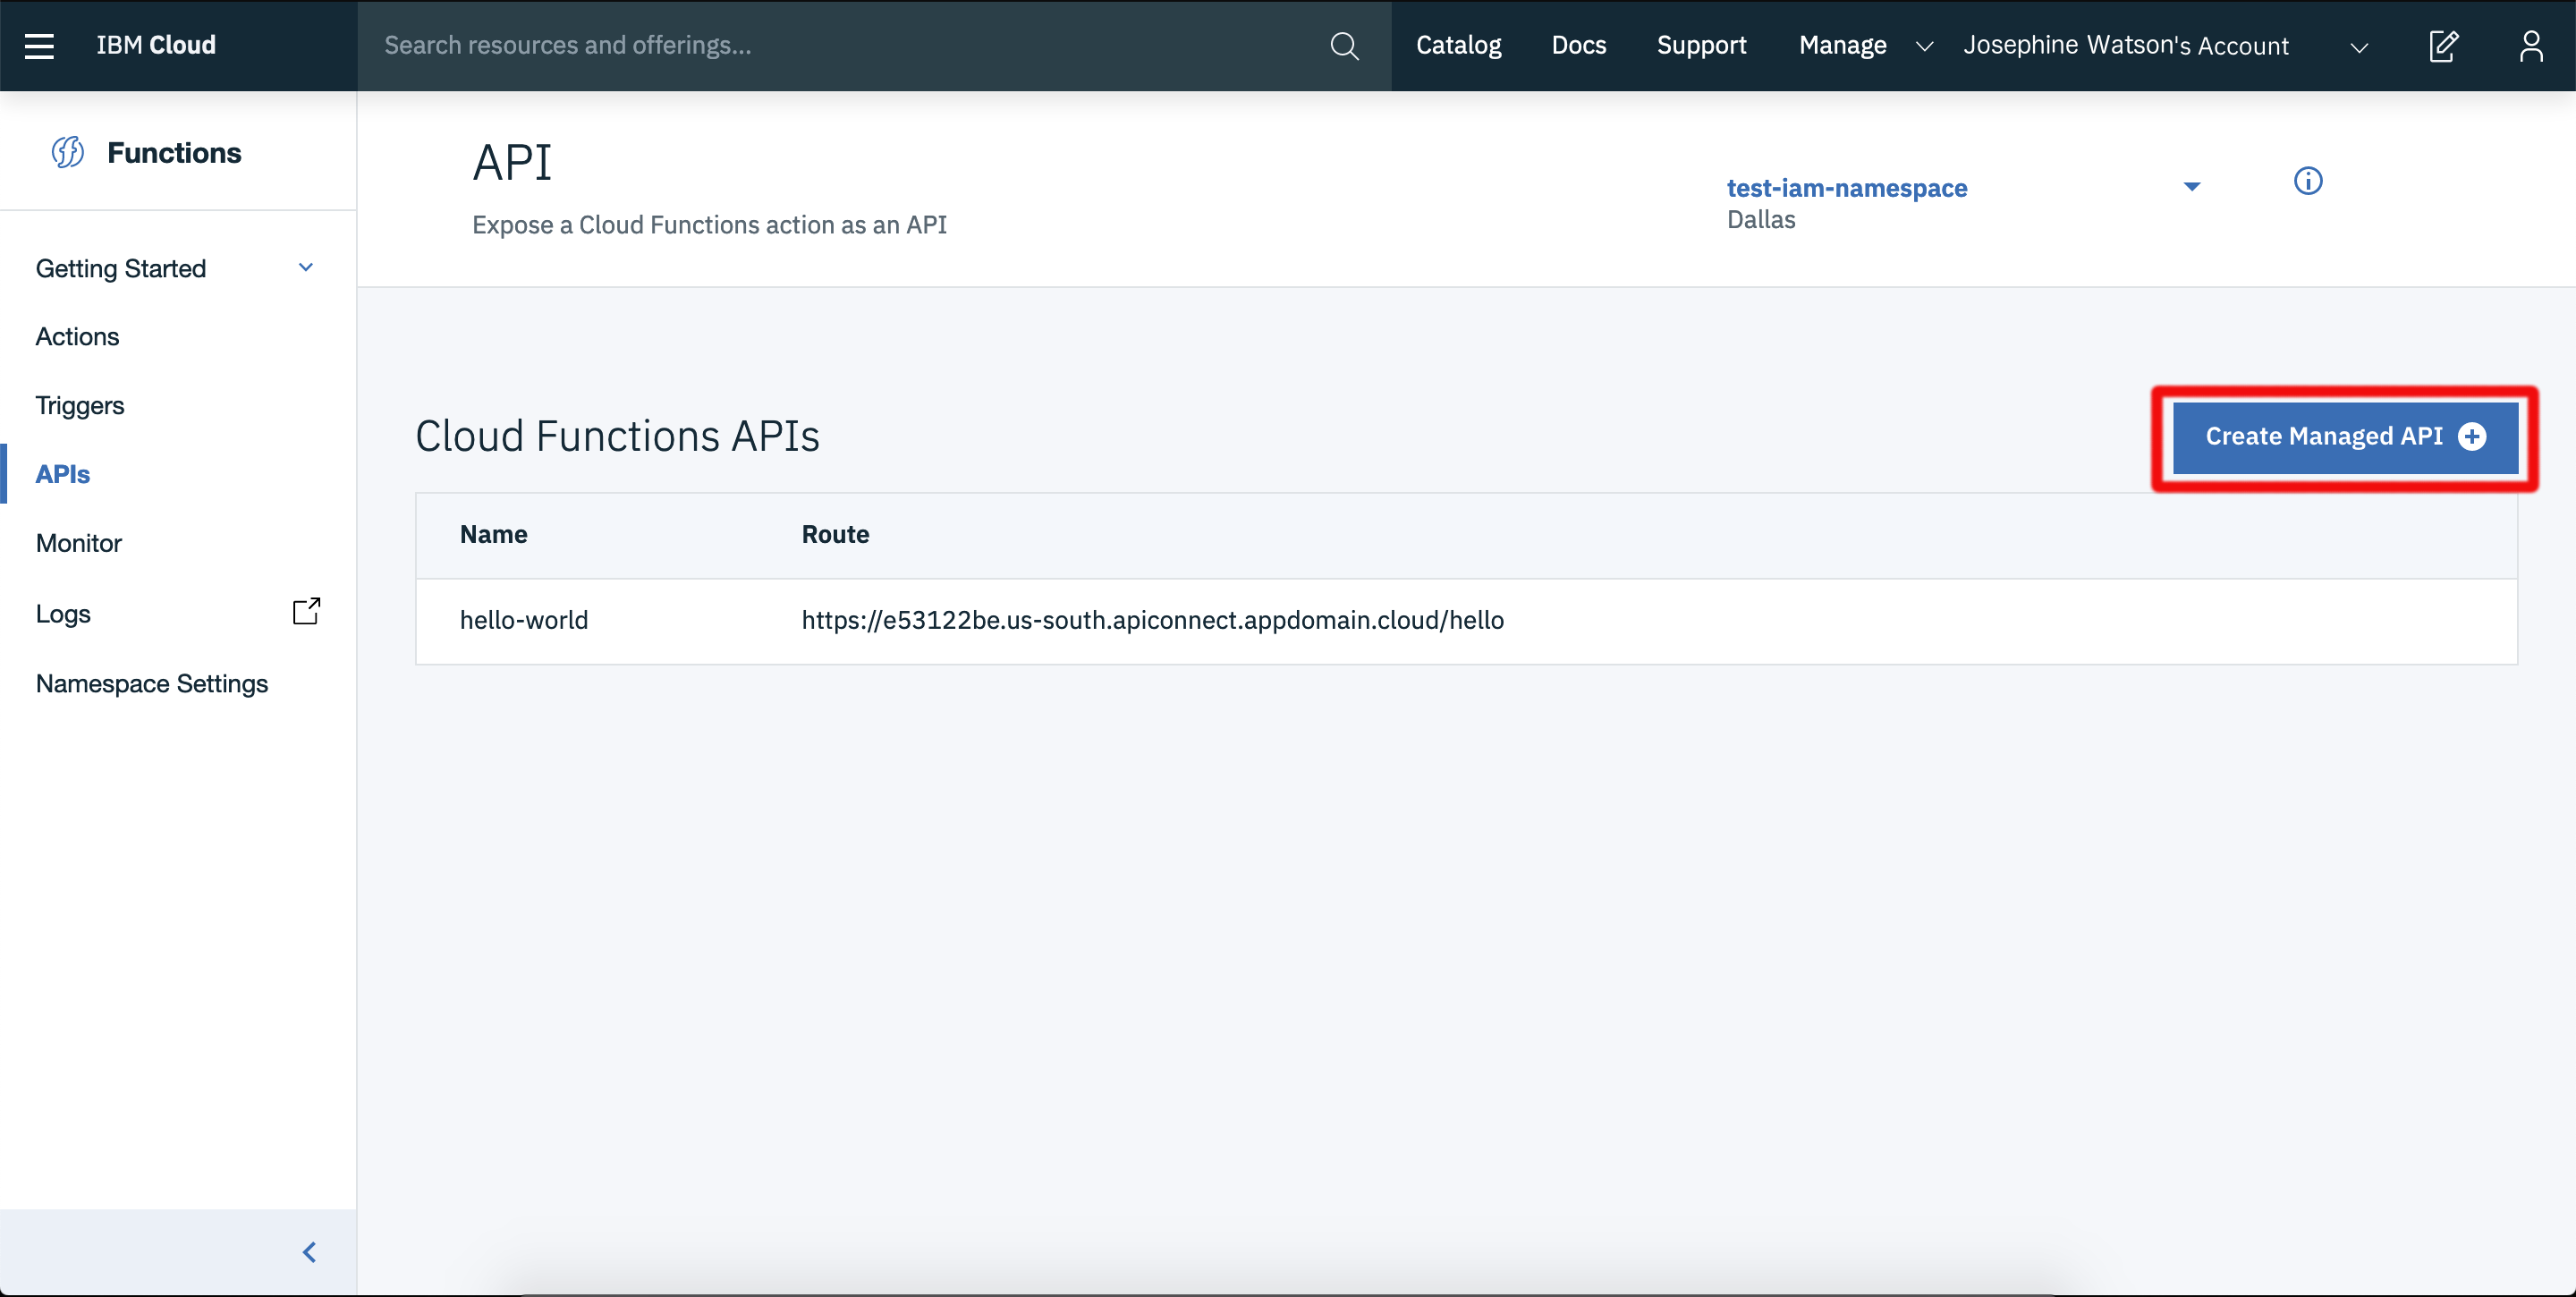 IBM Cloud
Search resources and offerings...
Catalog
Docs
Support
Manage
Josephine Watson's Account
Functions
Getting Started
Actions
Triggers
APIs
Monitor
Logs
Namespace Settings
API
Expose a Cloud Functions action as an API
test-iam-namespace
Dallas
Cloud Functions APIs
Create Managed API
Name Route
hello-world https://e53122be.us-south.apiconnect.appdomain.cloud/hello